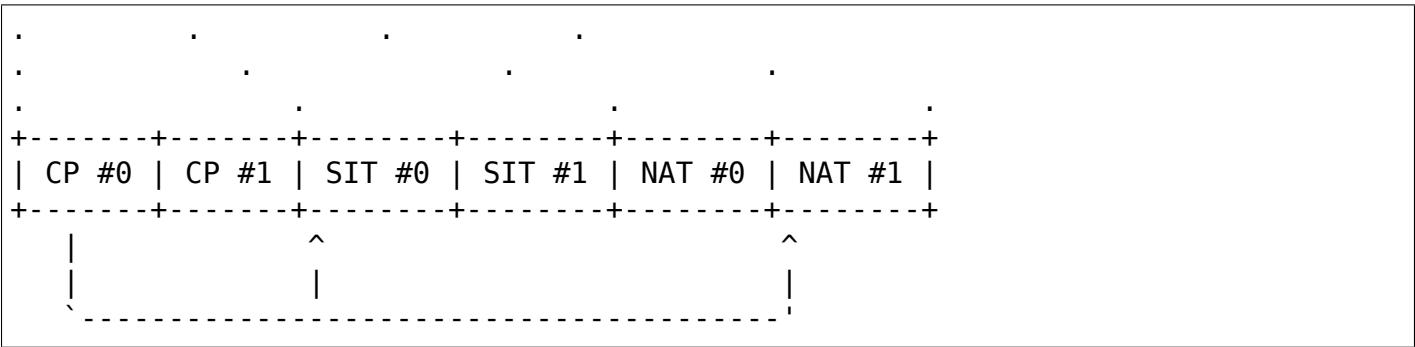 .          .          .          .
.            .              .              .
.               .                 .                 .
+-------+-------+--------+--------+--------+--------+
| CP #0 | CP #1 | SIT #0 | SIT #1 | NAT #0 | NAT #1 |
+-------+-------+--------+--------+--------+--------+
   |             ^                          ^
   |             |                          |
   `----------------------------------------'